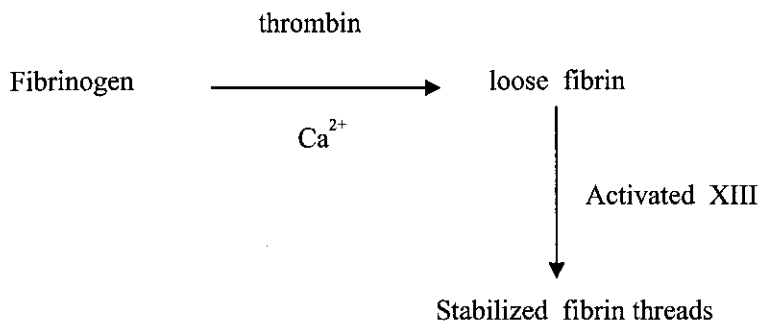 thrombin
Fibrinogen loose fibrin
Ca²⁺
Activated XIII
Stabilized fibrin threads